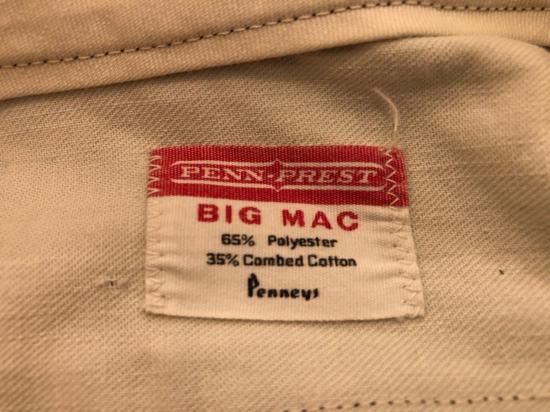 PENN-PREST
BIG MAC
65% Polyester
35% Combed Cotton
Penneys